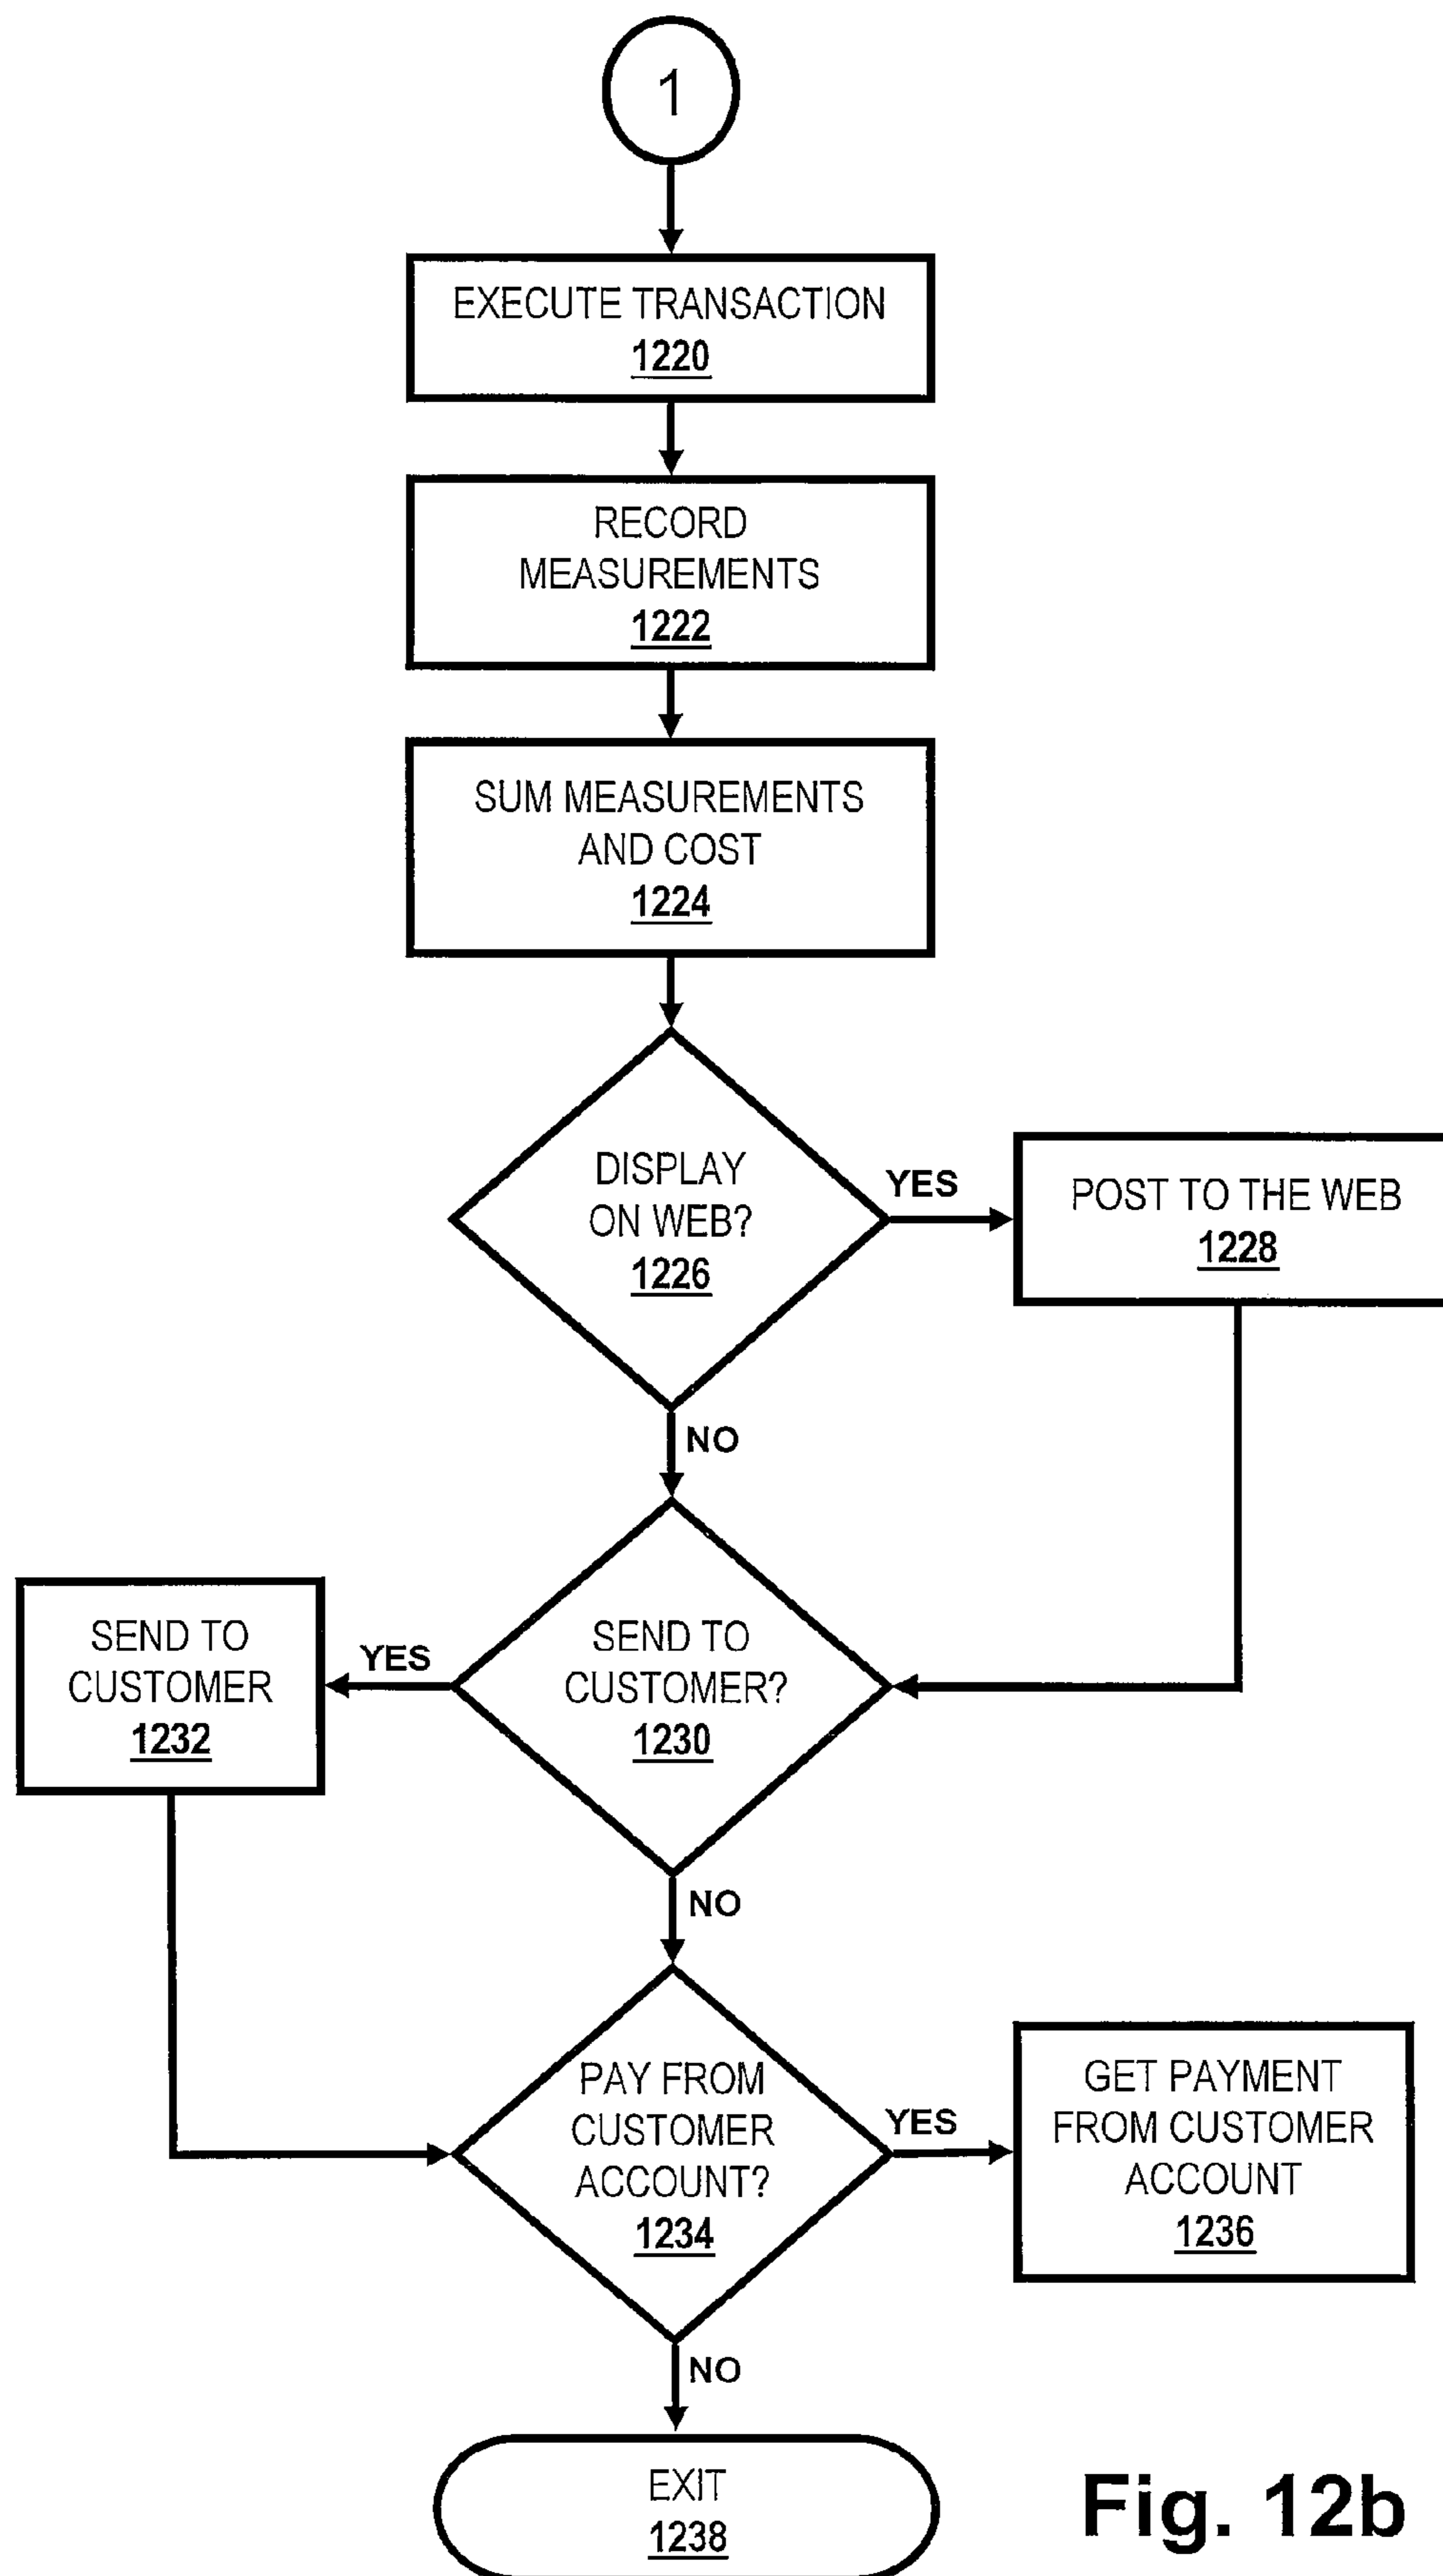 1
EXECUTE TRANSACTION
1220
RECORD
MEASUREMENTS
1222
SUM MEASUREMENTS
AND COST
1224
DISPLAY
ON WEB?
1226
YES
POST TO THE WEB
1228
NO
SEND TO
CUSTOMER?
1230
YES
SEND TO
CUSTOMER
1232
NO
PAY FROM
CUSTOMER
ACCOUNT?
1234
YES
GET PAYMENT
FROM CUSTOMER
ACCOUNT
1236
NO
EXIT
1238
Fig. 12b